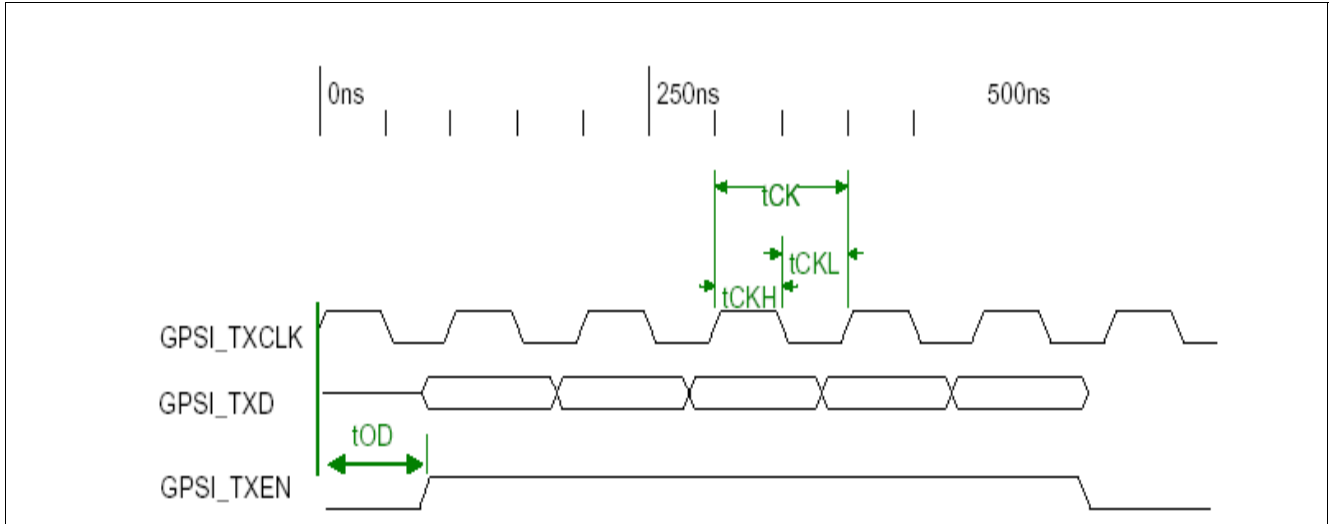 0ns 250ns 500ns
tCK
tCKL
tCKH
GPSI_TXCLK
GPSI_TXD
tOD
GPSI_TXEN